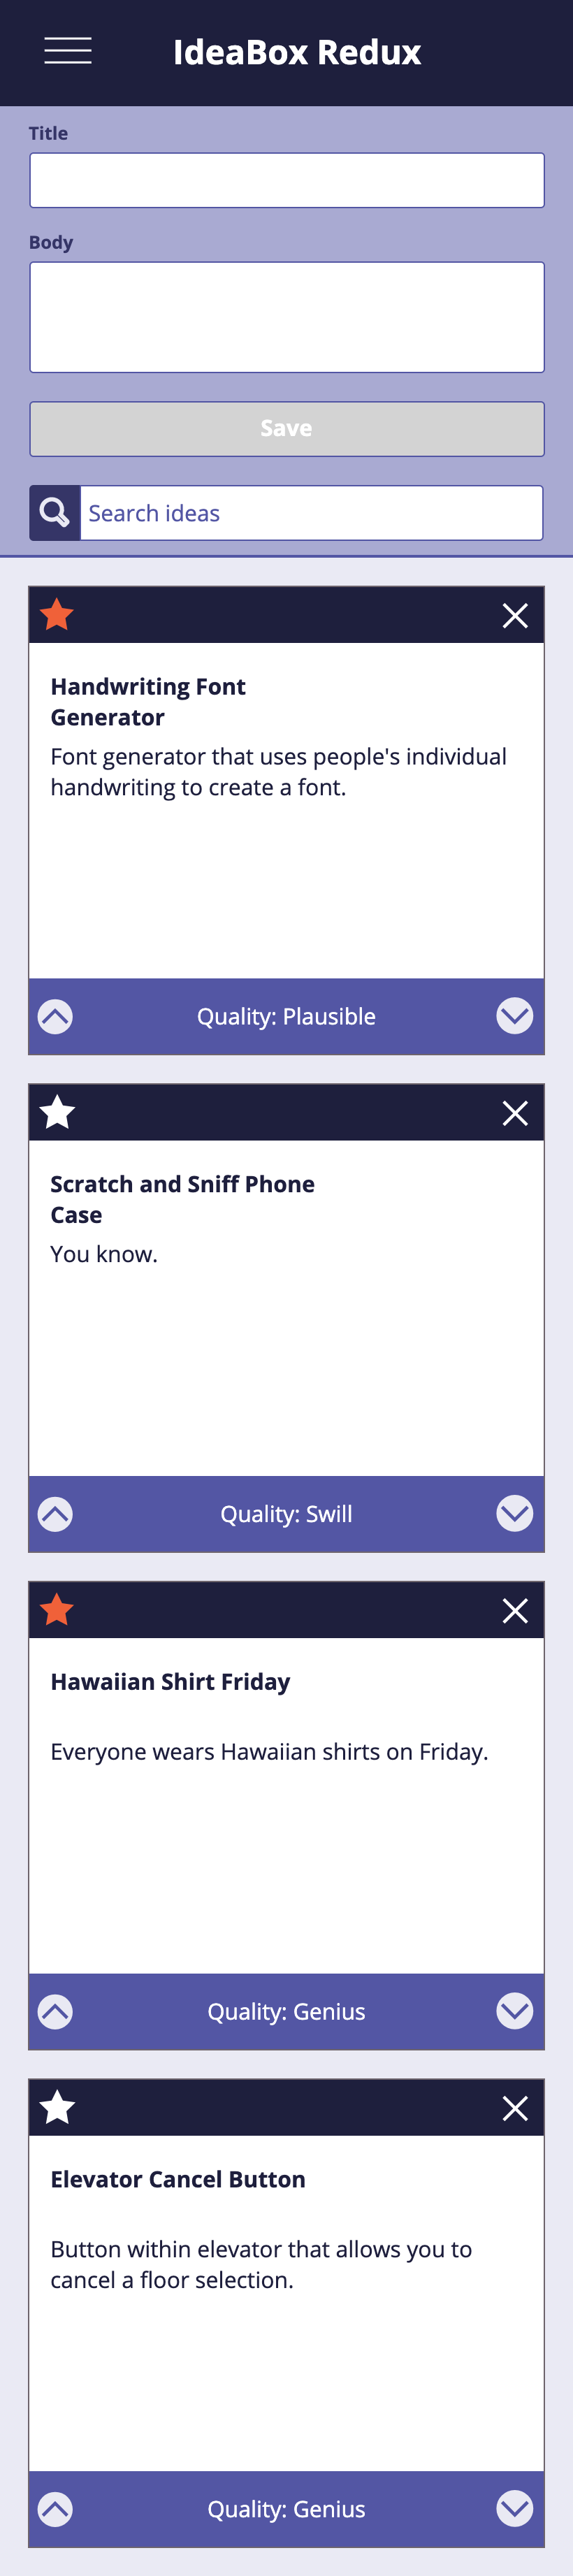 IdeaBox Redux
Title
Body
Save
Search ideas
Handwriting Font
Generator
Font generator that uses people's individual
handwriting to create a font.
Quality: Plausible
Scratch and Sniff Phone
Case
You know.
Quality: Swill
Hawaiian Shirt Friday
Everyone wears Hawaiian shirts on Friday.
Quality: Genius
Elevator Cancel Button
Button within elevator that allows you to
cancel a floor selection.
Quality: Genius